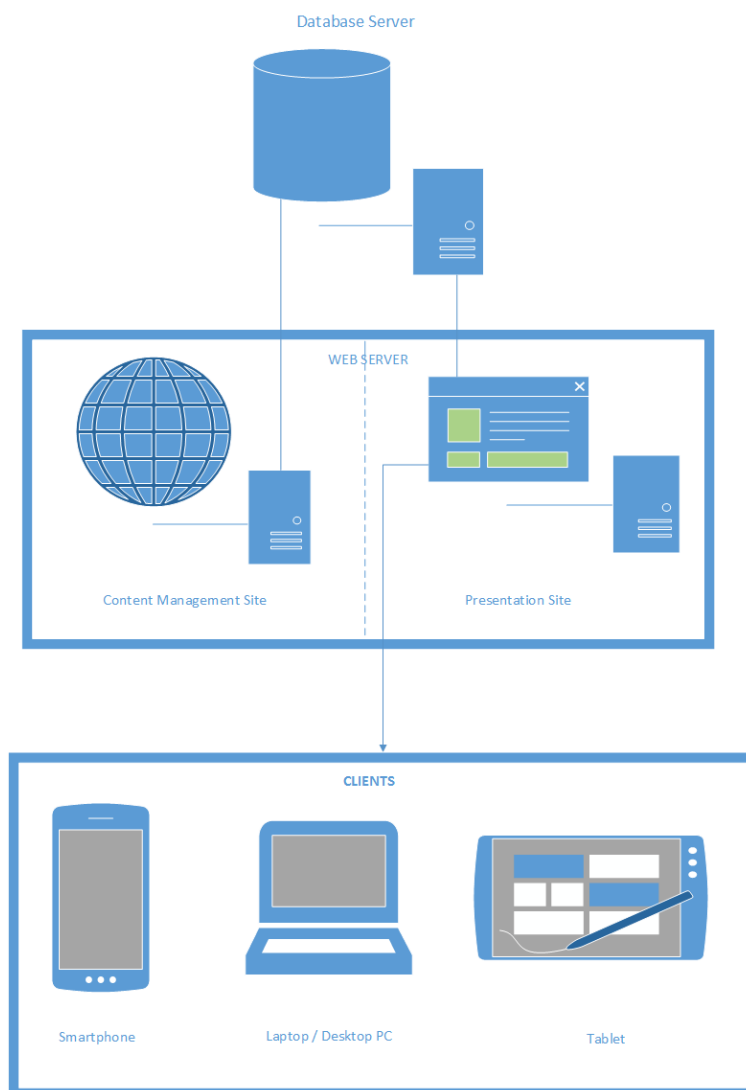 Database Server
WEB SERVER
Content Management Site
Presentation Site
CLIENTS
Smartphone
Laptop / Desktop PC
Tablet